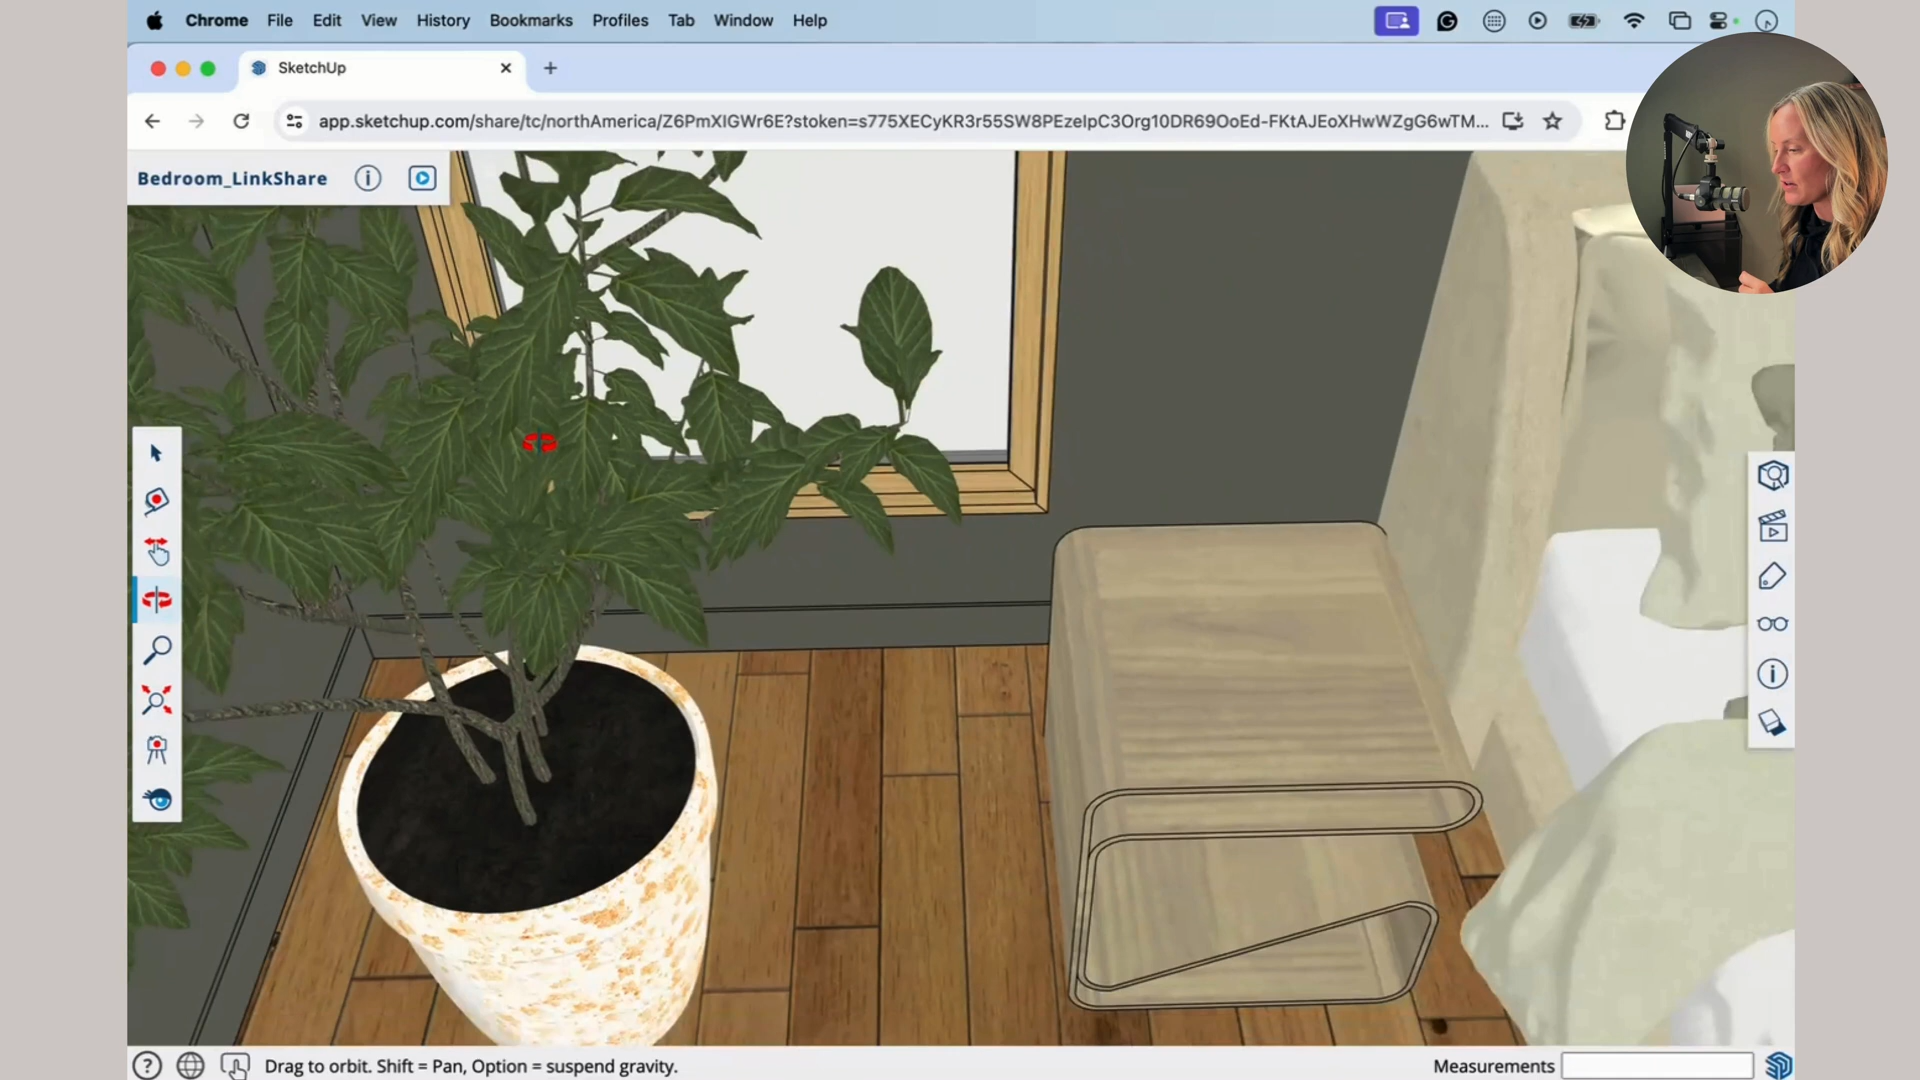 Chrome File Edit View History Bookmarks Profiles Tab Window Help
SketchUp
app.sketchup.com/share/tc/northAmerica/Z6PmXIGWr6E?stoken=s775XECyKR3r55SW8PEzeIpC3Org10DR69OoEd-FKtAJEoXHwWZgG6wTM...
Bedroom_LinkShare
Drag to orbit. Shift = Pan, Option = suspend gravity.
Measurements